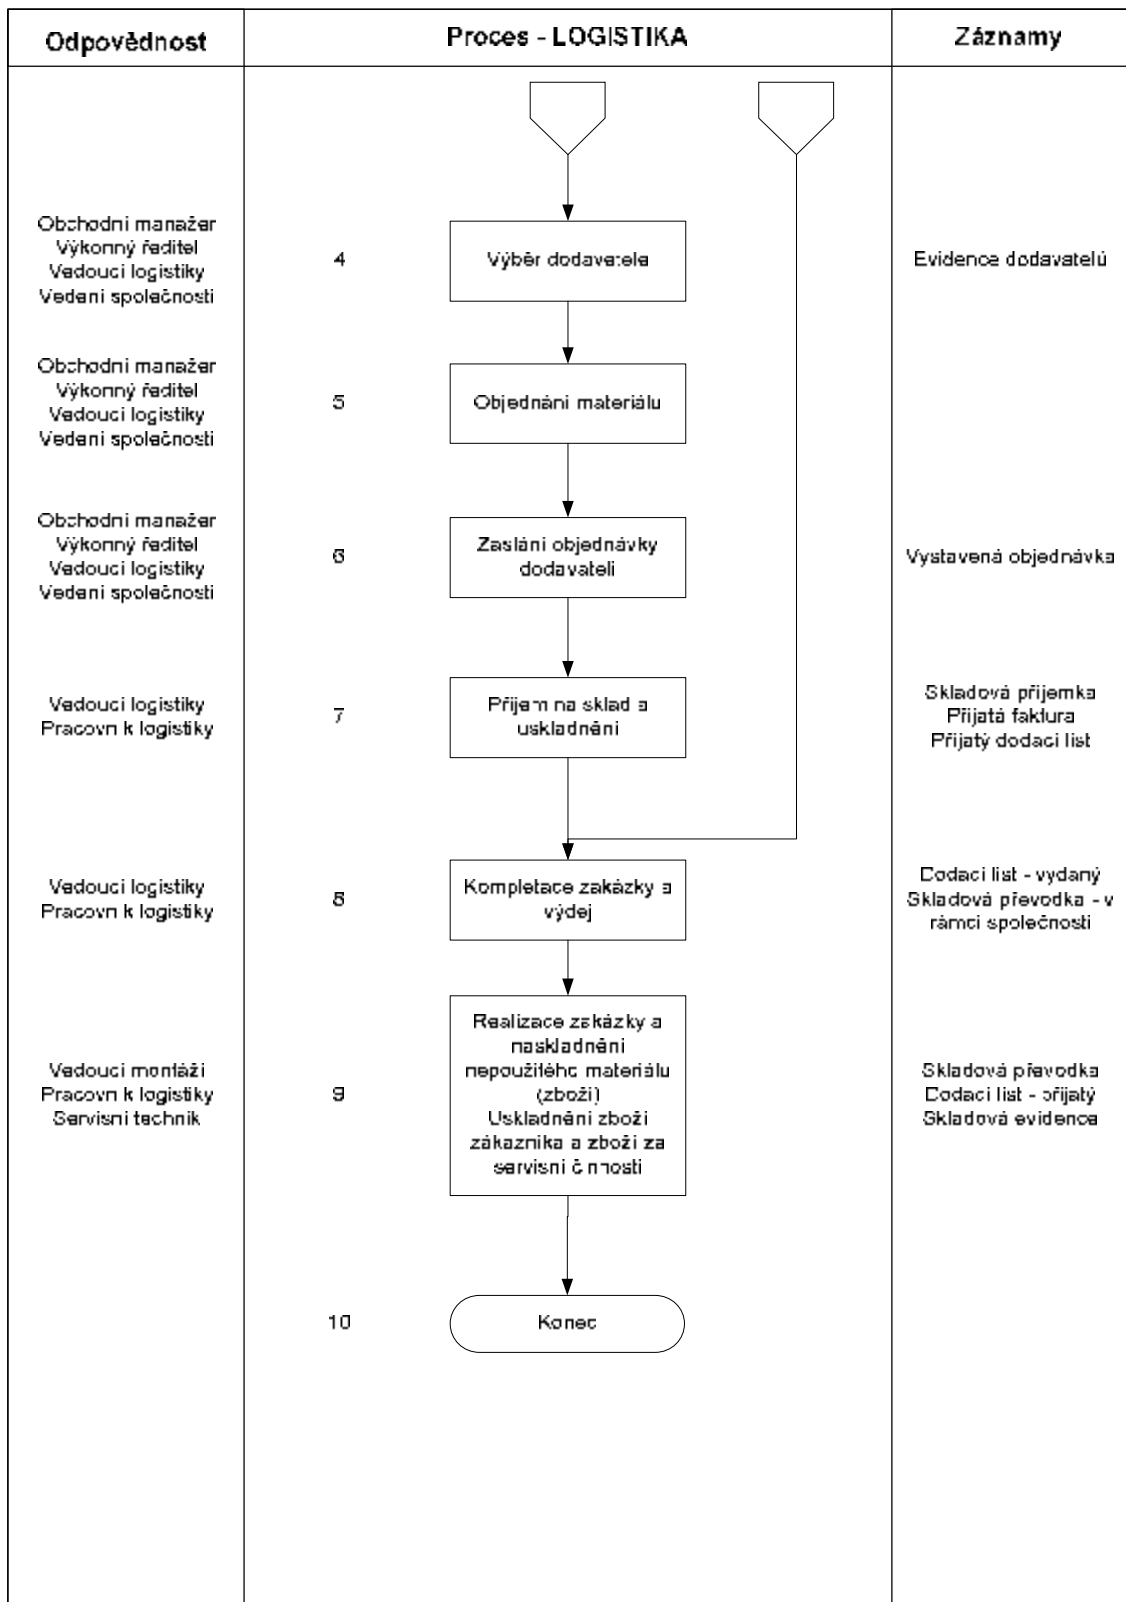 Odpovědnost
Proces - LOGISTIKA
Záznamy
Obchodní manažer
Výkonný ředitel
Vedoucí logistiky
Vedení společnosti
4
Výběr dodavatele
Evidence dodavatelů
Obchodní manažer
Výkonný ředitel
Vedoucí logistiky
Vedení společnosti
5
Objednání materiálu
Obchodní manažer
Výkonný ředitel
Vedoucí logistiky
Vedení společnosti
6
Zaslání objednávky
dodavateli
Vystavená objednávka
Vedoucí logistiky
Pracovník logistiky
7
Příjem na sklad a
uskladnění
Skladová příjemka
Přijatá faktura
Přijatý dodací list
Vedoucí logistiky
Pracovník logistiky
8
Kompletace zakázky a
výdej
Dodací list - vydaný
Skladová převodka - v
rámci společnosti
Vedoucí montáží
Pracovník logistiky
Servisní technik
9
Realizace zakázky a
naskladnění
nepoužitého materiálu
(zboží)
Uskladnění zboží
zákazníka a zboží za
servisní činnosti
Skladová převodka
Dodací list - přijatý
Skladová evidence
10
Konec